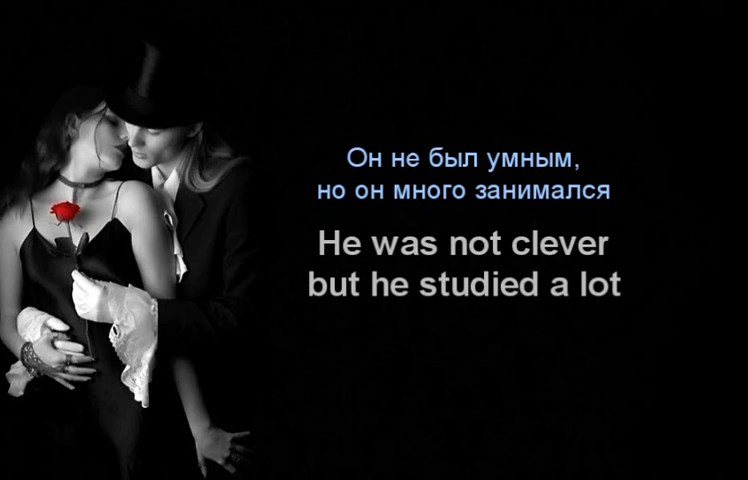 Он не был умным,
но он много занимался
He was not clever
but he studied a lot